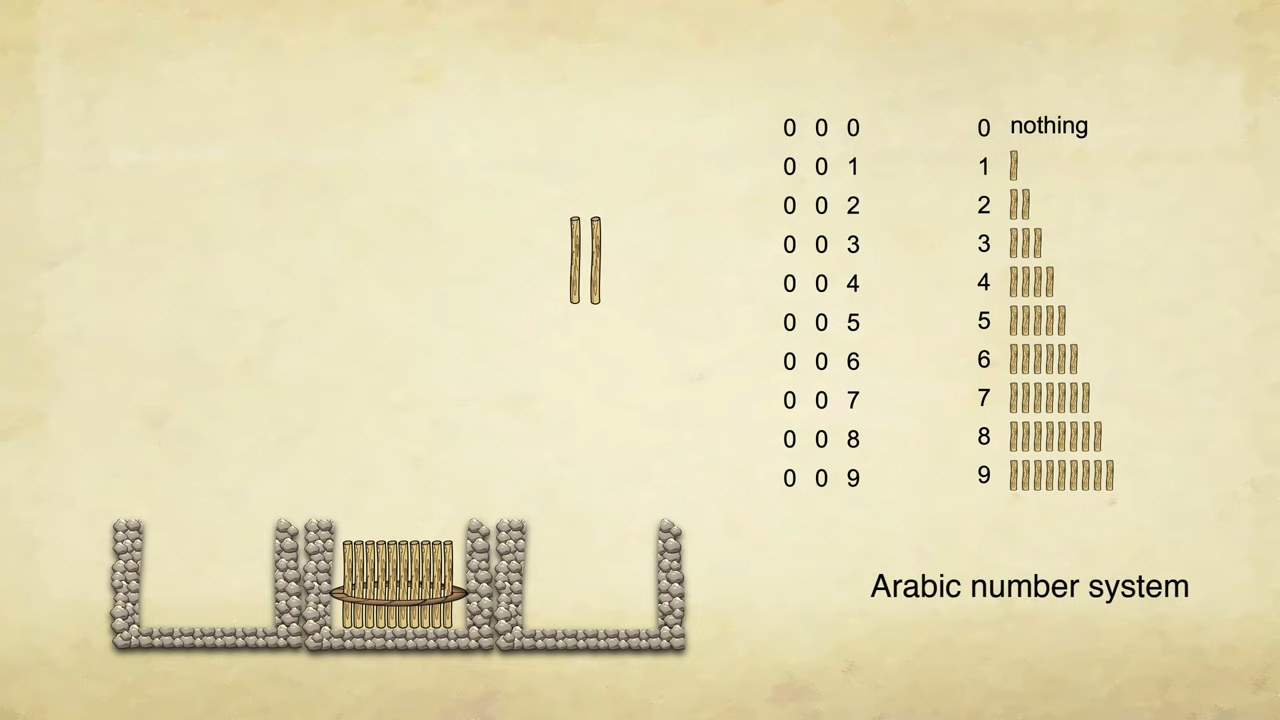 0 0 0 0 nothing
0 0 1 1
0 0 2 2
0 0 3 3
0 0 4 4
0 0 5 5
0 0 6 6
0 0 7 7
0 0 8 8
0 0 9 9
Arabic number system